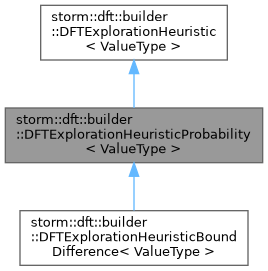 storm::dft::builder
::DFTExplorationHeuristic
< ValueType >
storm::dft::builder
::DFTExplorationHeuristicProbability
< ValueType >
storm::dft::builder
::DFTExplorationHeuristicBound
Difference< ValueType >